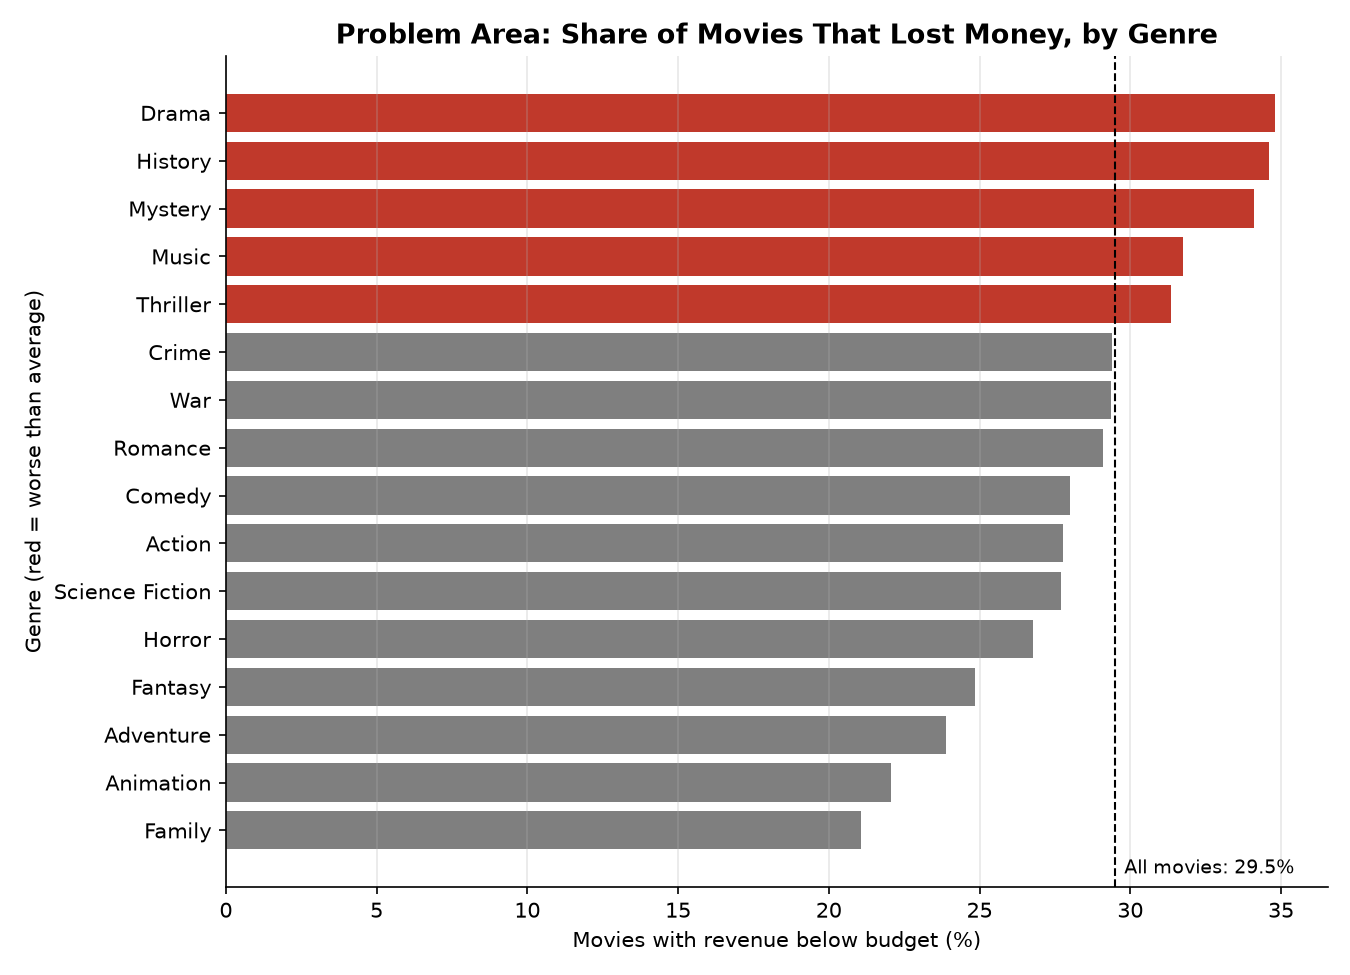 Problem Area: Share of Movies That Lost Money, by Genre
Genre (red = worse than average)
Drama
History
Mystery
Music
Thriller
Crime
War
Romance
Comedy
Action
Science Fiction
Horror
Fantasy
Adventure
Animation
Family
All movies: 29.5%
0 5 10 15 20 25 30 35
Movies with revenue below budget (%)